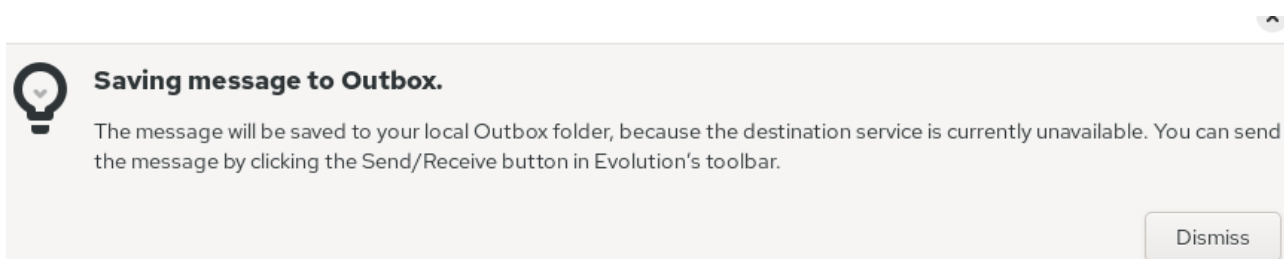 Saving message to Outbox.
The message will be saved to your local Outbox folder, because the destination service is currently unavailable. You can send
the message by clicking the Send/Receive button in Evolution’s toolbar.
Dismiss